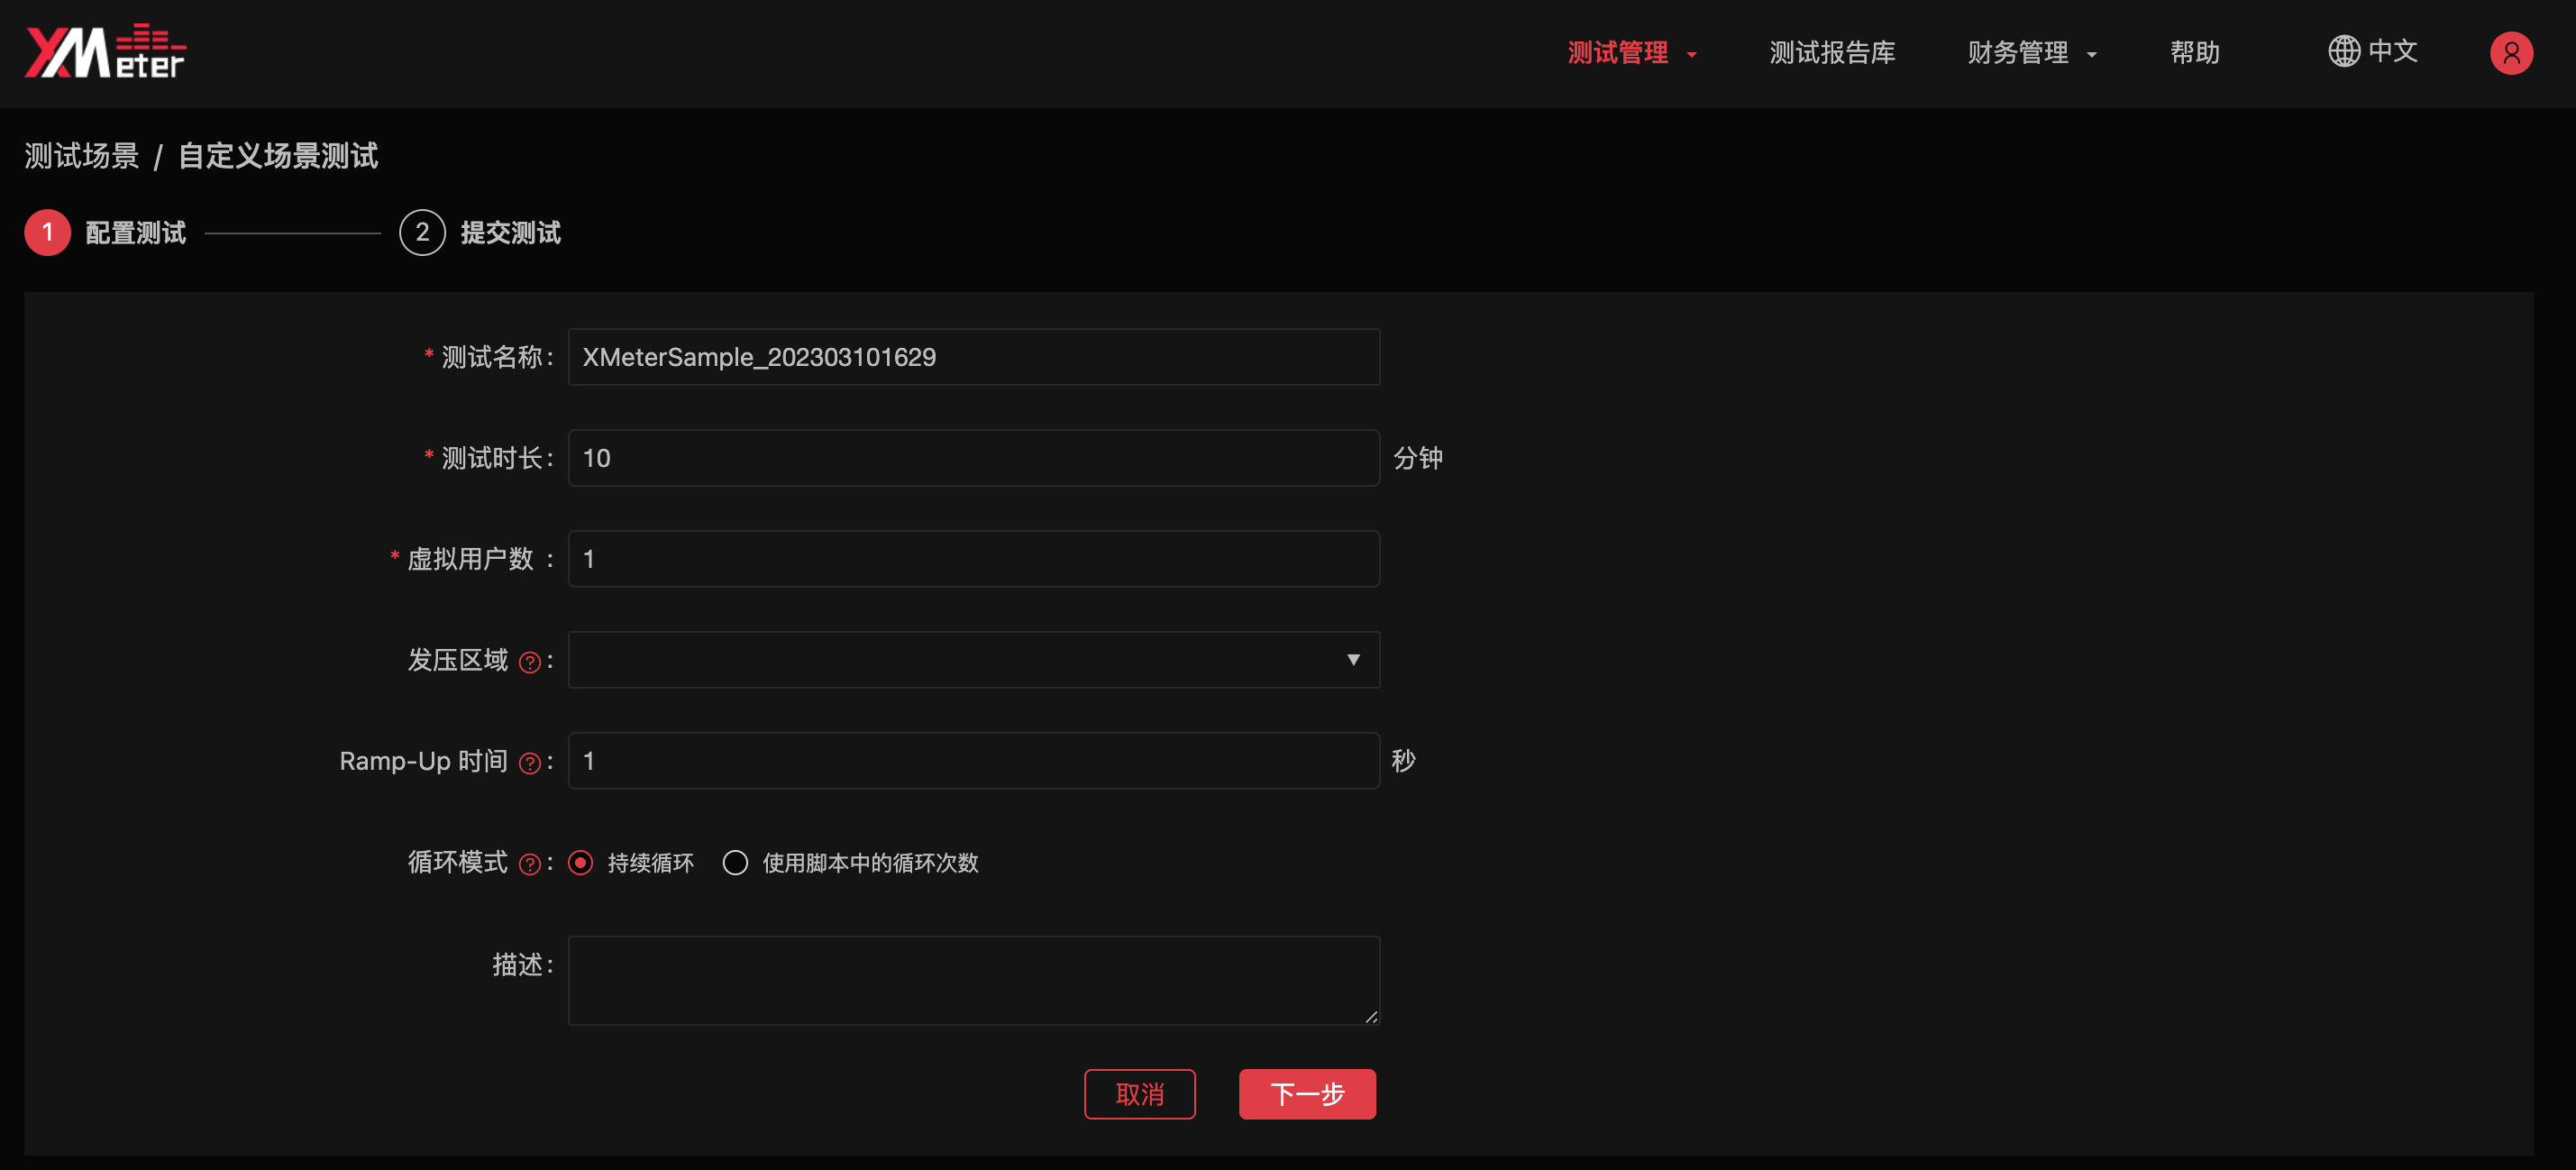 XMeter
测试管理 测试报告库 财务管理 帮助 中文
测试场景 / 自定义场景测试
1 配置测试 2 提交测试
* 测试名称: XMeterSample_202303101629
* 测试时长: 10 分钟
* 虚拟用户数 : 1
发压区域 ? :
Ramp-Up 时间 ? : 1 秒
循环模式 ? : 持续循环 使用脚本中的循环次数
描述:
取消 下一步